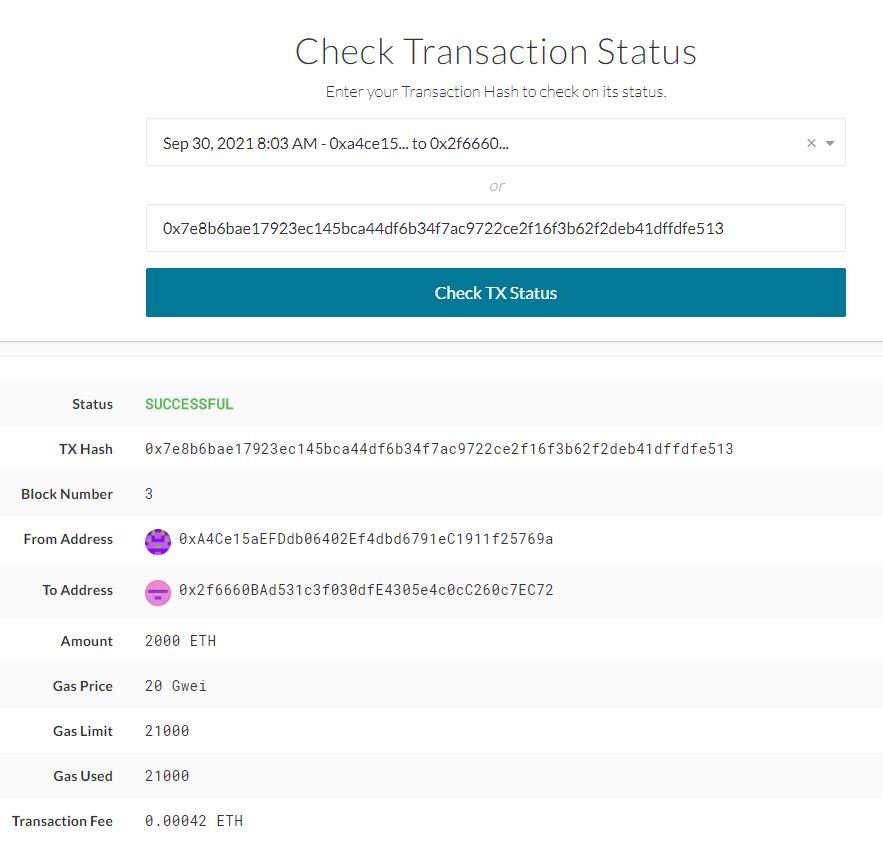 Check Transaction Status
Enter your Transaction Hash to check on its status.
Sep 30, 2021 8:03 AM - 0xa4ce15... to 0x2f6660...
or
0x7e8b6bae17923ec145bca44df6b34f7ac9722ce2f16f3b62f2deb41dffdfe513
Check TX Status
Status SUCCESSFUL
TX Hash 0x7e8b6bae17923ec145bca44df6b34f7ac9722ce2f16f3b62f2deb41dffdfe513
Block Number 3
From Address 0xA4Ce15aEFDdb06402Ef4dbd6791eC1911f25769a
To Address 0x2f6660BAd531c3f030dfE4305e4c0cC260c7EC72
Amount 2000 ETH
Gas Price 20 Gwei
Gas Limit 21000
Gas Used 21000
Transaction Fee 0.00042 ETH